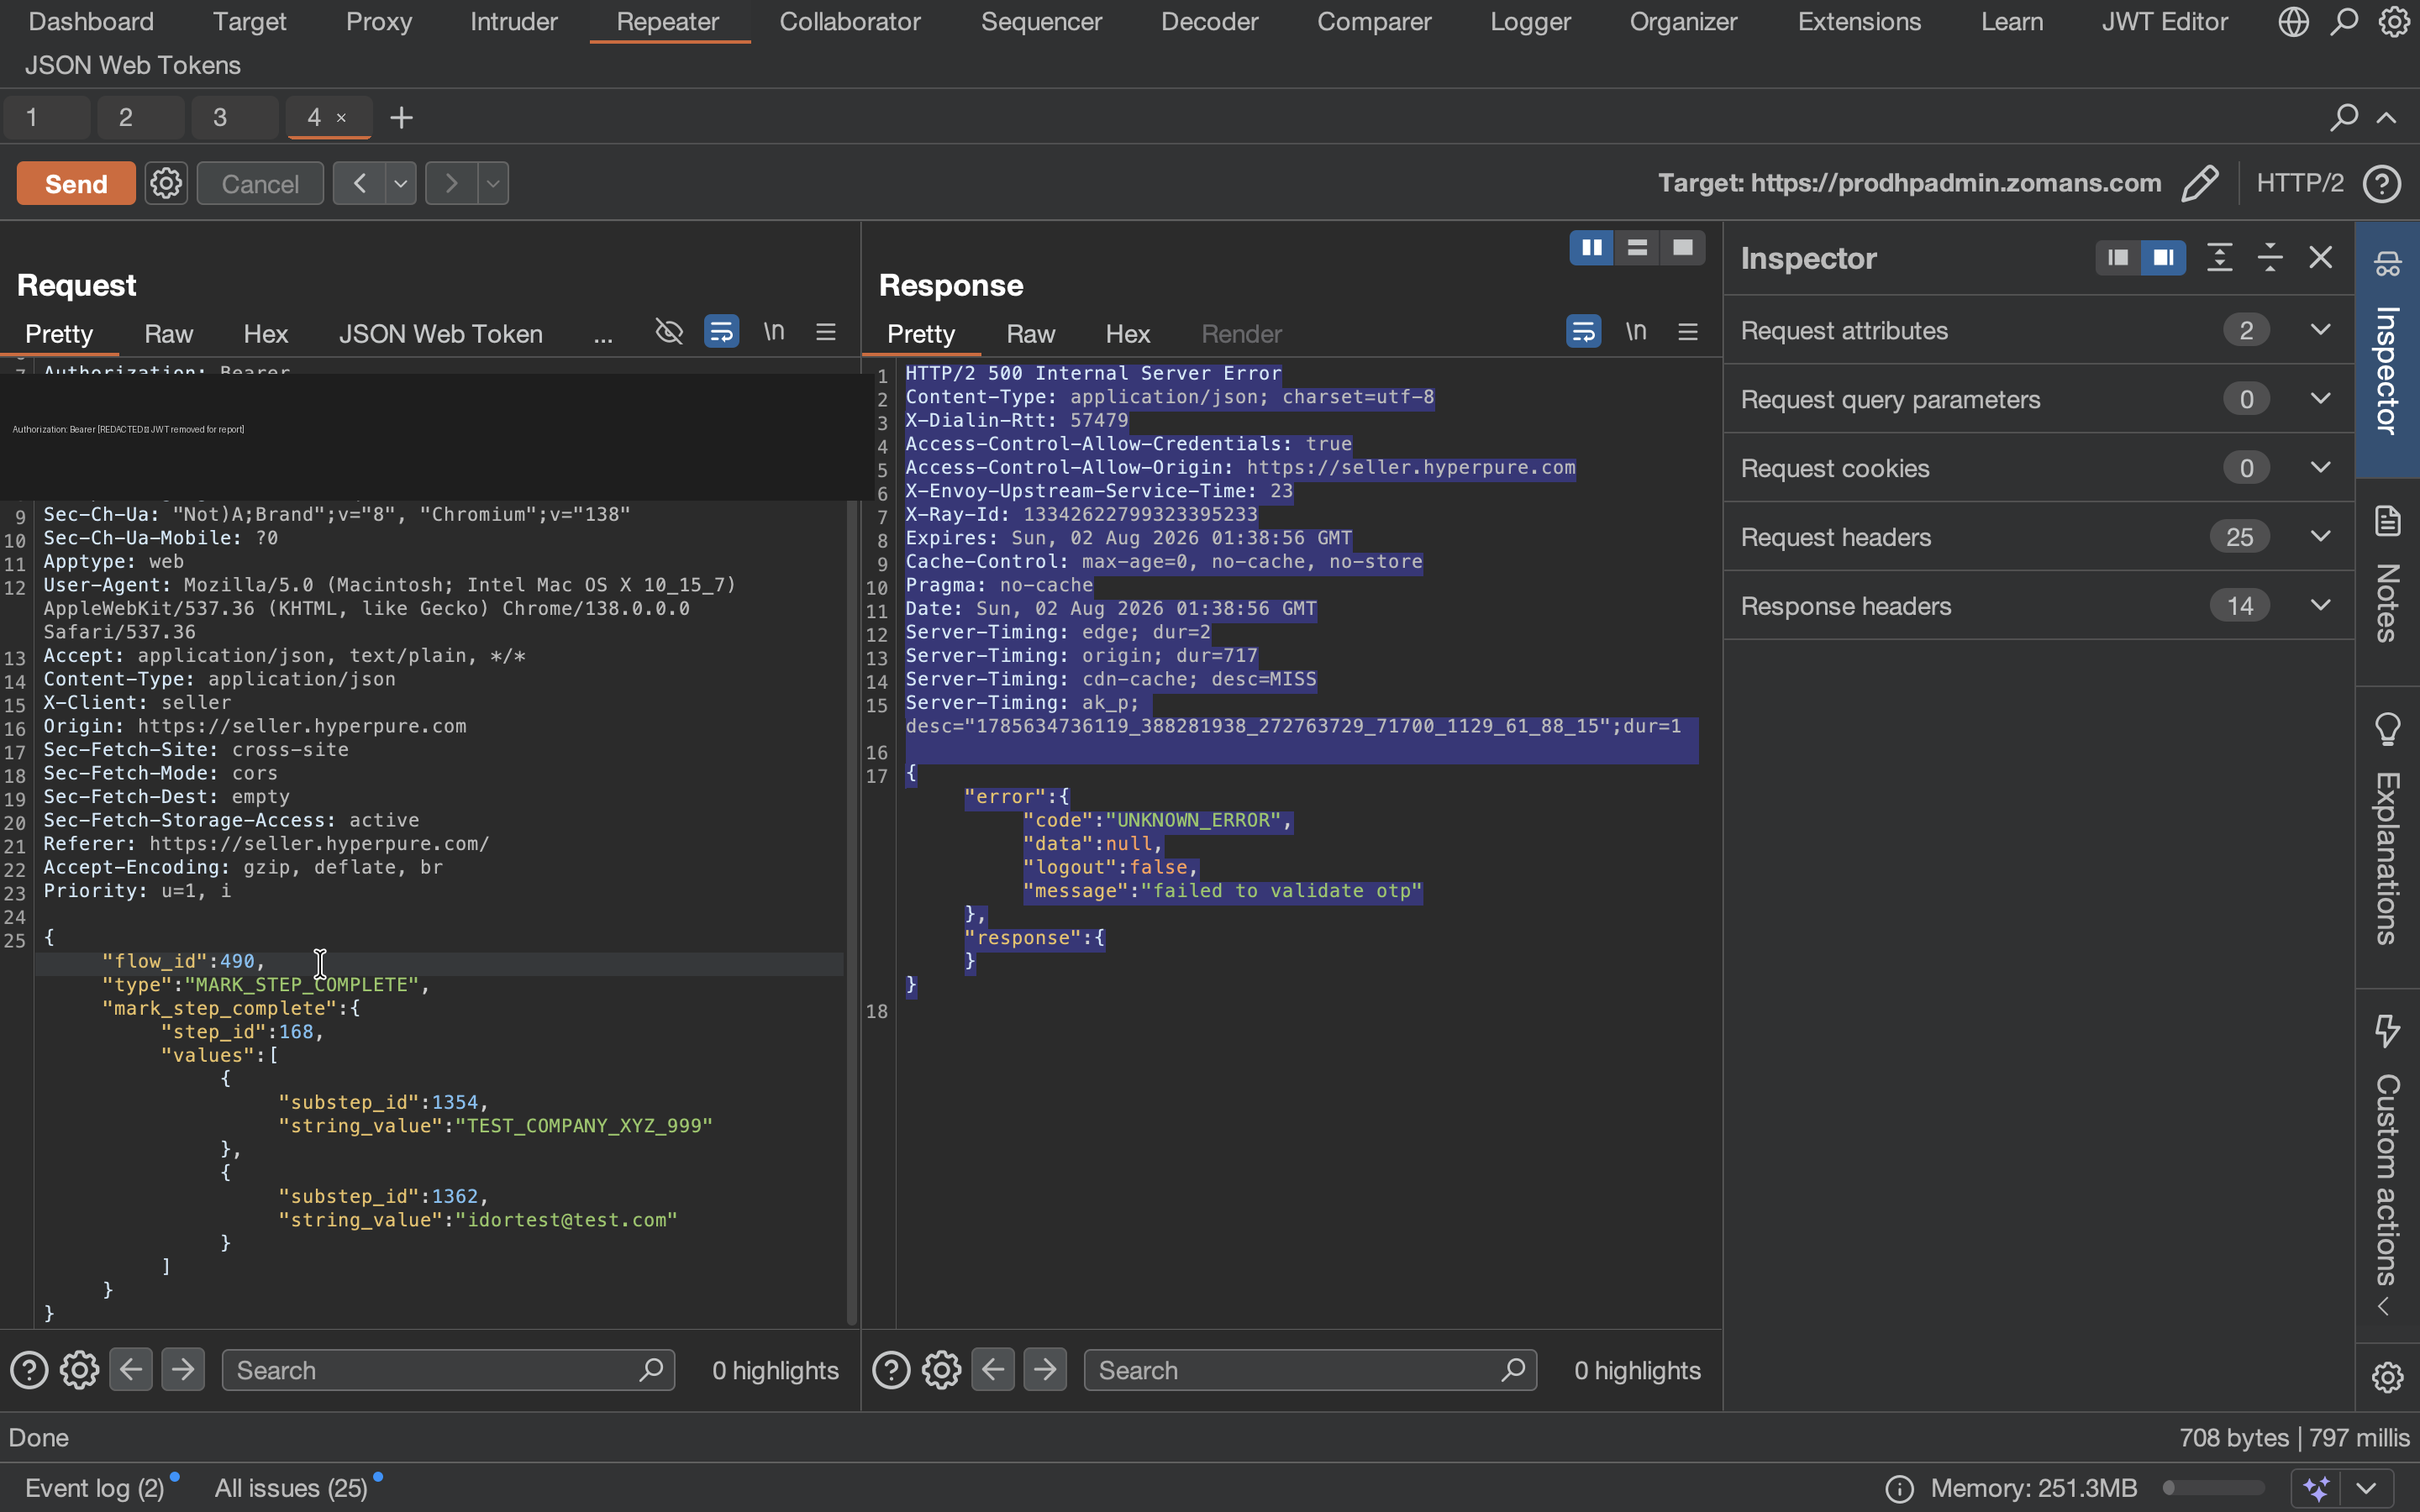 Dashboard Target Proxy Intruder Repeater Collaborator Sequencer Decoder Comparer Logger Organizer Extensions Learn JWT Editor
JSON Web Tokens
1 2 3 4 × +
Send Cancel Target: https://prodhpadmin.zomans.com HTTP/2
Request
Pretty Raw Hex JSON Web Token ... \n
7 Authorization: Bearer
Authorization: Bearer [REDACTED JWT removed for report]
9 Sec-Ch-Ua: "Not)A;Brand";v="8", "Chromium";v="138"
10 Sec-Ch-Ua-Mobile: ?0
11 Apptype: web
12 User-Agent: Mozilla/5.0 (Macintosh; Intel Mac OS X 10_15_7)
AppleWebKit/537.36 (KHTML, like Gecko) Chrome/138.0.0.0
Safari/537.36
13 Accept: application/json, text/plain, */*
14 Content-Type: application/json
15 X-Client: seller
16 Origin: https://seller.hyperpure.com
17 Sec-Fetch-Site: cross-site
18 Sec-Fetch-Mode: cors
19 Sec-Fetch-Dest: empty
20 Sec-Fetch-Storage-Access: active
21 Referer: https://seller.hyperpure.com/
22 Accept-Encoding: gzip, deflate, br
23 Priority: u=1, i
24
25 {
"flow_id":490,
"type":"MARK_STEP_COMPLETE",
"mark_step_complete":{
"step_id":168,
"values":[
{
"substep_id":1354,
"string_value":"TEST_COMPANY_XYZ_999"
},
{
"substep_id":1362,
"string_value":"idortest@test.com"
}
]
}
}
Search 0 highlights
Response
Pretty Raw Hex Render \n
1 HTTP/2 500 Internal Server Error
2 Content-Type: application/json; charset=utf-8
3 X-Dialin-Rtt: 57479
4 Access-Control-Allow-Credentials: true
5 Access-Control-Allow-Origin: https://seller.hyperpure.com
6 X-Envoy-Upstream-Service-Time: 23
7 X-Ray-Id: 13342622799323395233
8 Expires: Sun, 02 Aug 2026 01:38:56 GMT
9 Cache-Control: max-age=0, no-cache, no-store
10 Pragma: no-cache
11 Date: Sun, 02 Aug 2026 01:38:56 GMT
12 Server-Timing: edge; dur=2
13 Server-Timing: origin; dur=717
14 Server-Timing: cdn-cache; desc=MISS
15 Server-Timing: ak_p;
desc="1785634736119_388281938_272763729_71700_1129_61_88_15";dur=1
16
17 {
"error":{
"code":"UNKNOWN_ERROR",
"data":null,
"logout":false,
"message":"failed to validate otp"
},
"response":{
}
}
18
Search 0 highlights
Inspector
Request attributes 2
Request query parameters 0
Request cookies 0
Request headers 25
Response headers 14
Inspector
Notes
Explanations
Custom actions
Done 708 bytes | 797 millis
Event log (2) All issues (25) Memory: 251.3MB